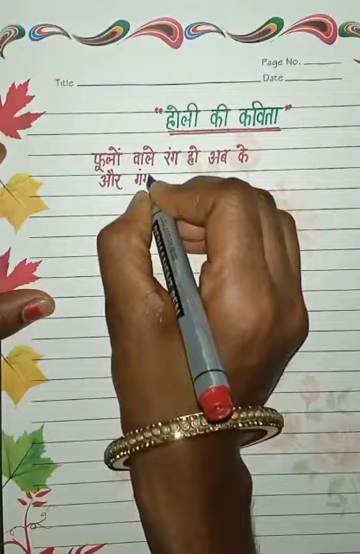 Page No.
Title Date
"होली की कविता"
फूलों वाले रंग हो अब के
और गंग